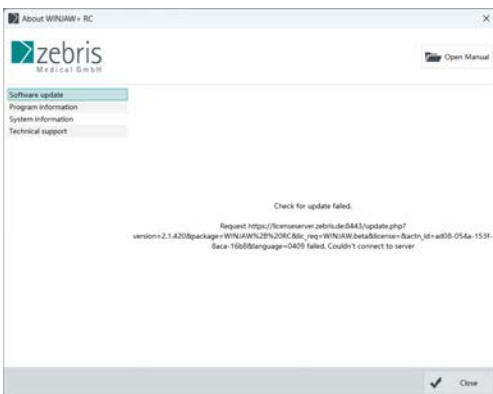 About WINJAW+ RC
zebris
Medical GmbH
Open Manual
Software update
Program information
System information
Technical support
Check for update failed.
Request https://licenseserver.zebris.de:8443/update.php?
version=2.1.420&package=WINJAW%2B%20RC&lic_req=WINJAW.beta&license=&actn_id=ad08-054a-153f-
8aca-16b8&language=0409 failed. Couldn't connect to server
Close